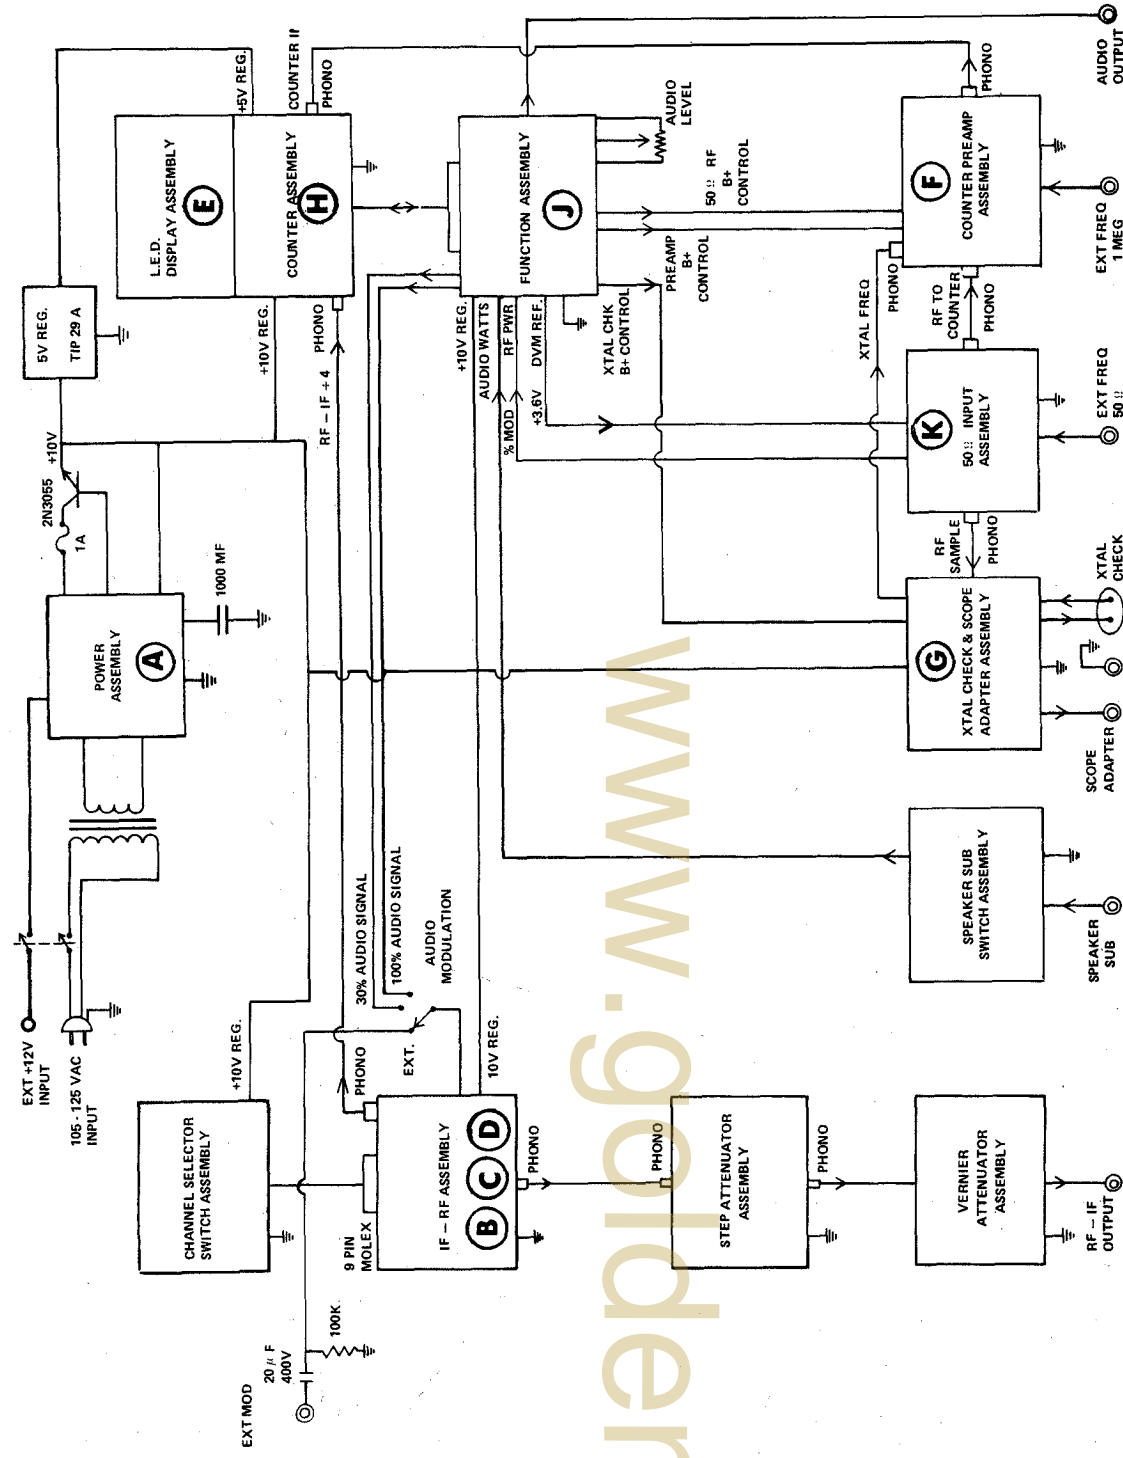 EXT +12V
INPUT
105 - 125 VAC
INPUT
POWER
ASSEMBLY
A
1000 MF
1A
2N3055
+10V
5V REG.
TIP 29 A
+5V REG.
L.E.D.
DISPLAY ASSEMBLY
E
COUNTER ASSEMBLY
H
COUNTER IN
PHONO
+10V REG.
PHONO
RF – IF ÷ 4
CHANNEL SELECTOR
SWITCH ASSEMBLY
+10V REG.
EXT MOD
20 μ F
400V
100K
9 PIN
MOLEX
IF – RF ASSEMBLY
B
C
D
PHONO
EXT.
30% AUDIO SIGNAL
100% AUDIO SIGNAL
AUDIO
MODULATION
10V REG.
PHONO
FUNCTION ASSEMBLY
J
+10V REG.
AUDIO WATTS
RF PWR
% MOD
+3.6V
DVM REF.
XTAL CHK
B+ CONTROL
PREAMP
B+
CONTROL
50 Ω RF
B+
CONTROL
AUDIO
LEVEL
PHONO
STEP ATTENUATOR
ASSEMBLY
PHONO
VERNIER
ATTENUATOR
ASSEMBLY
RF – IF
OUTPUT
SPEAKER SUB
SWITCH ASSEMBLY
SPEAKER
SUB
G
XTAL CHECK & SCOPE
ADAPTER ASSEMBLY
SCOPE
ADAPTER
XTAL
CHECK
RF
SAMPLE
PHONO
XTAL FREQ
PHONO
K
50 Ω INPUT
ASSEMBLY
EXT FREQ
50 Ω
RF TO
COUNTER
PHONO
F
COUNTER PREAMP
ASSEMBLY
EXT FREQ
1 MEG
PHONO
AUDIO
OUTPUT
www.golder